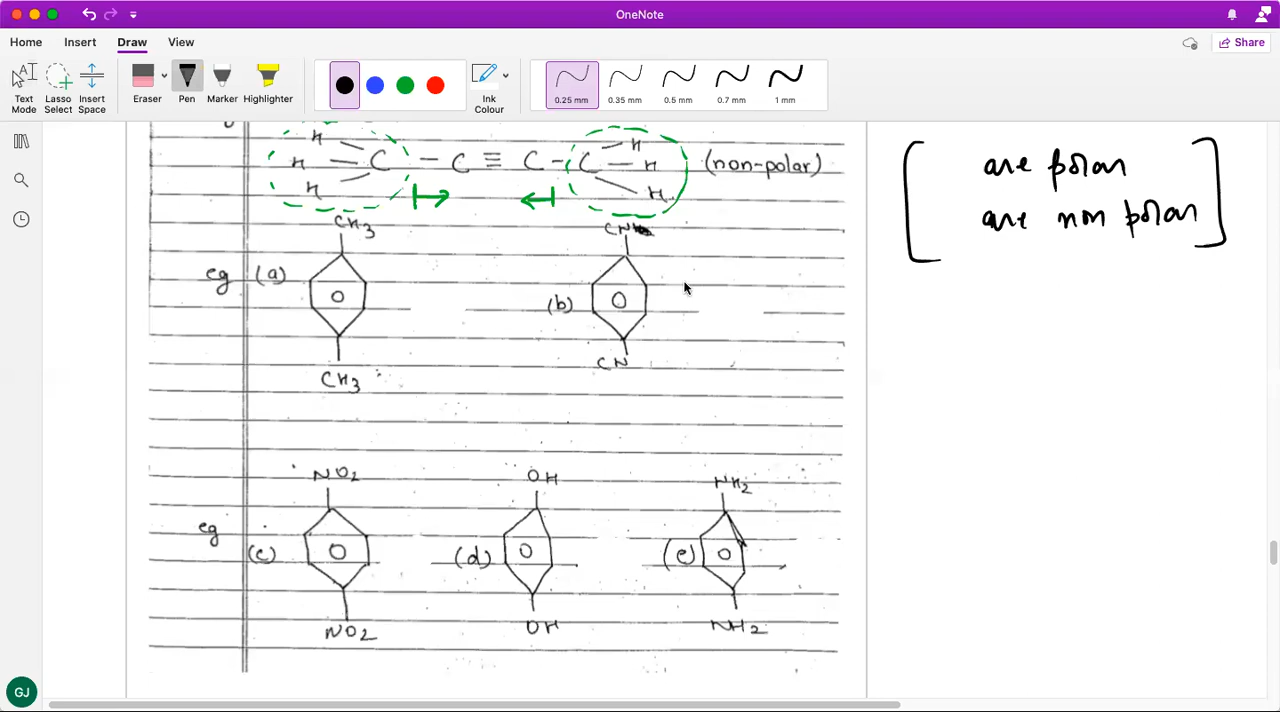 OneNote
Home Insert Draw View
Share
Text Mode
Lasso Select
Insert Space
Eraser
Pen
Marker
Highlighter
Ink Colour
0.25 mm 0.35 mm 0.5 mm 0.7 mm 1 mm
H H
H — C — C ≡ C — C — H (non-polar)
H H
are polar
are non polar
CH3 CN
eg (a) (b)
CH3 CN
NO2 OH NH2
eg (c) (d) (e)
NO2 OH NH2
GJ